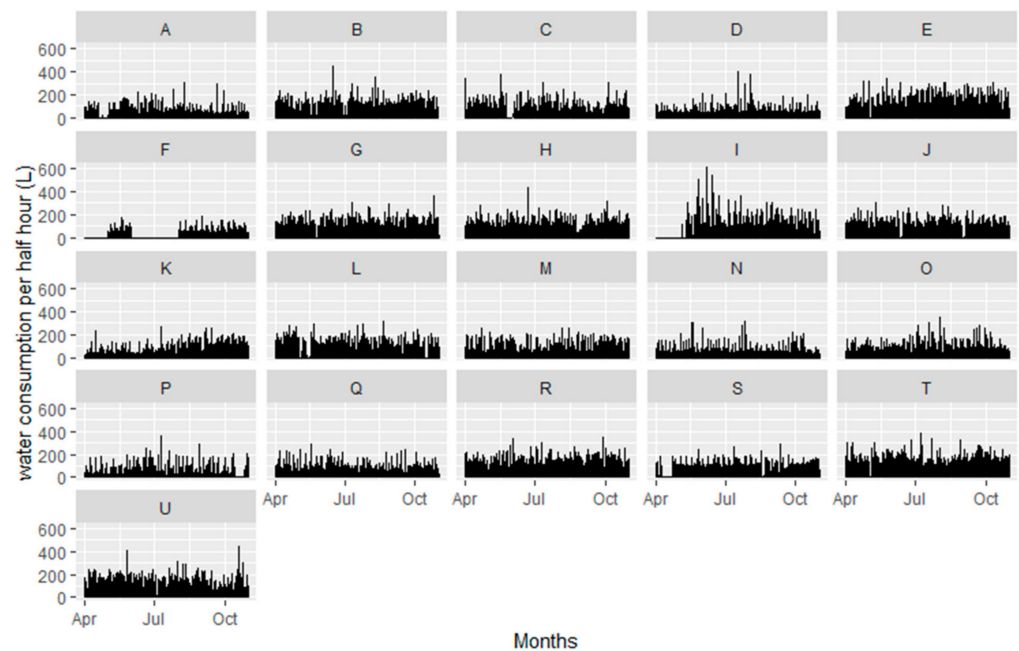 A B C D E
600
400
200
0
F G H I J
600
400
200
0
K L M N O
600
400
200
0
P Q R S T
600
400
200
0
Apr Jul Oct Apr Jul Oct Apr Jul Oct Apr Jul Oct
U
600
400
200
0
Apr Jul Oct
water consumption per half hour (L)
Months